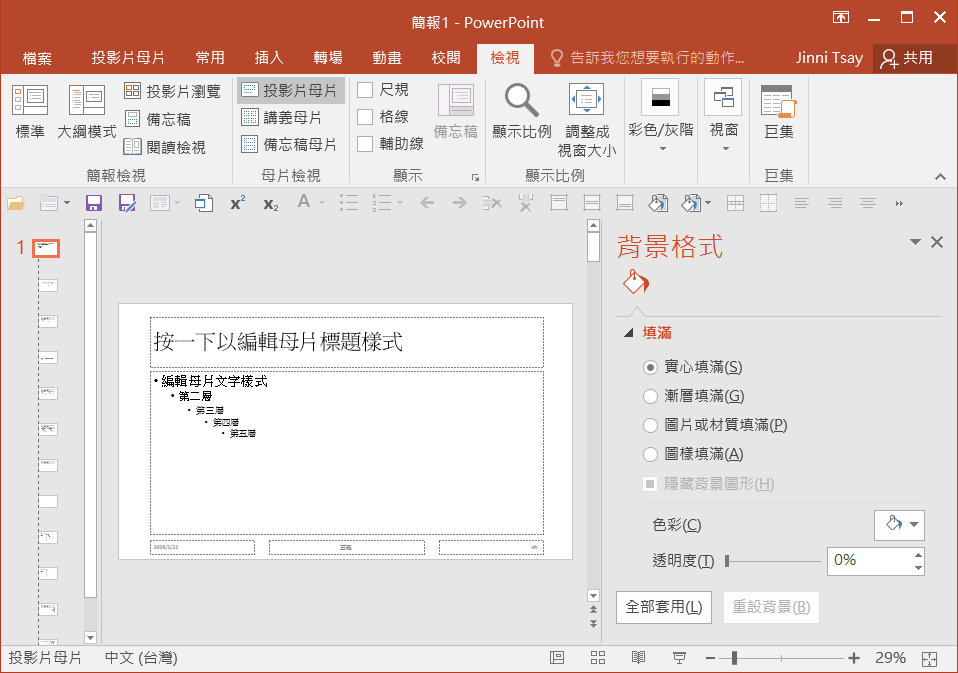 簡報1 - PowerPoint
檔案 投影片母片 常用 插入 轉場 動畫 校閱 檢視 告訴我您想要執行的動作... Jinni Tsay 共用
標準 大綱模式 投影片瀏覽 備忘稿 閱讀檢視
簡報檢視
投影片母片 講義母片 備忘稿母片
母片檢視
尺規 格線 輔助線 備忘稿
顯示
顯示比例 調整成視窗大小
顯示比例
彩色/灰階 視窗 巨集
巨集
1
按一下以編輯母片標題樣式
• 編輯母片文字樣式
• 第二層
• 第三層
• 第四層
• 第五層
頁尾
背景格式
填滿
實心填滿(S)
漸層填滿(G)
圖片或材質填滿(P)
圖樣填滿(A)
隱藏背景圖形(H)
色彩(C)
透明度(T) 0%
全部套用(L) 重設背景(B)
投影片母片 中文 (台灣) 29%